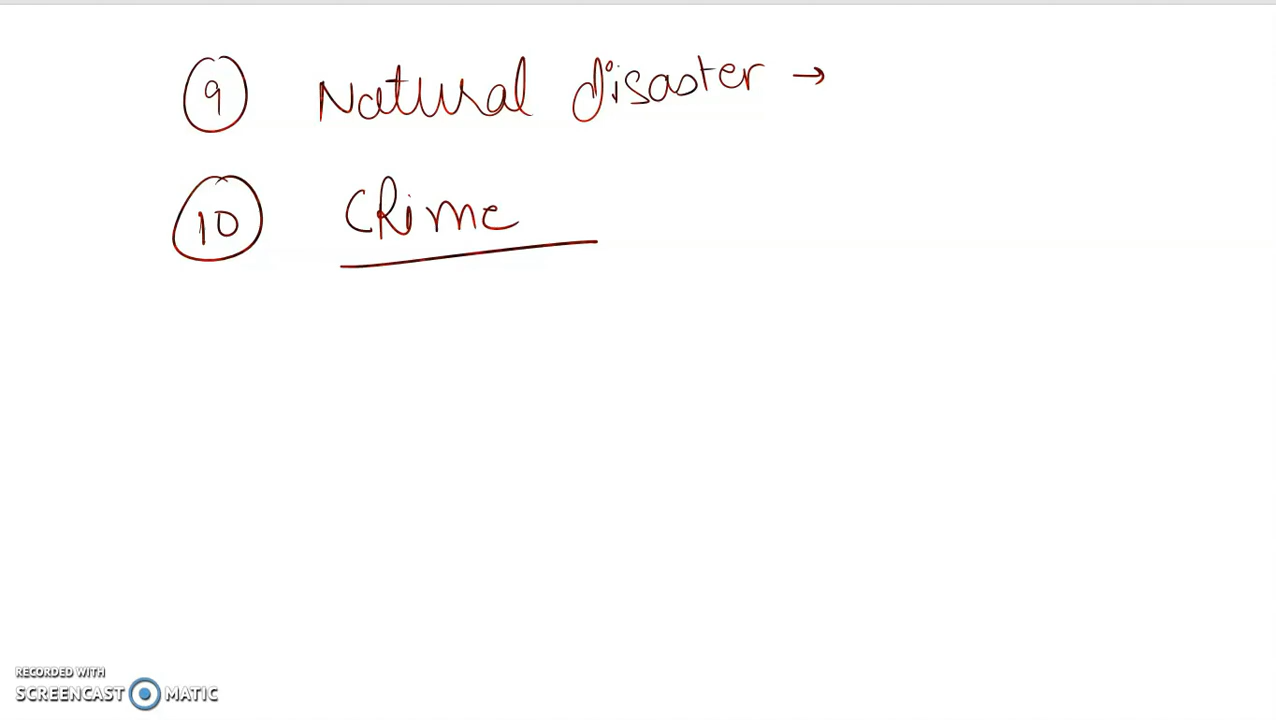 9 Natural disaster →
10 CRime
RECORDED WITH
SCREENCAST MATIC